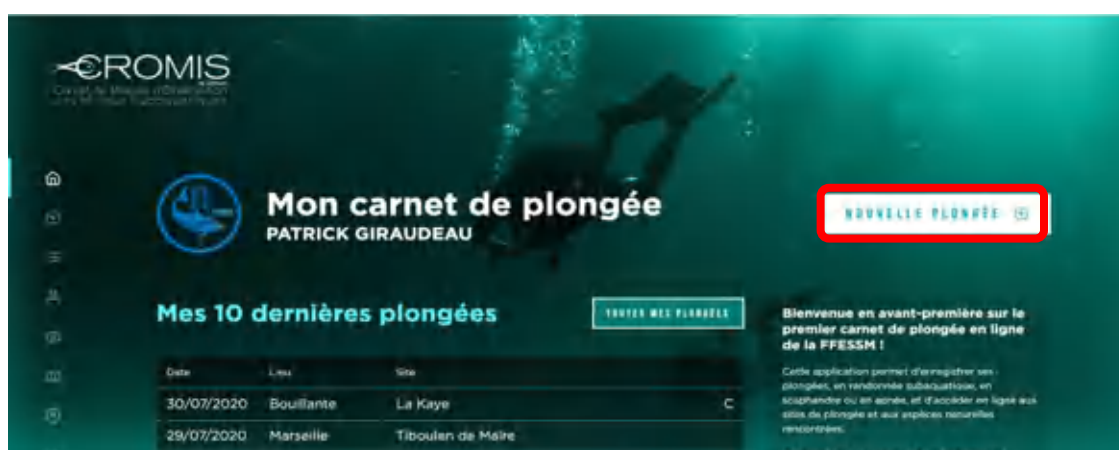 CROMIS
Mon carnet de plongée
PATRICK GIRAUDEAU
NOUVELLE PLONGÉE
Mes 10 dernières plongées
TOUTES MES PLONGÉES
Date Lieu Site
30/07/2020 Bouillante La Kaye C
29/07/2020 Marseille Tiboulen de Maïre
Bienvenue en avant-première sur le
premier carnet de plongée en ligne
de la FFESSM !
Cette application permet d'enregistrer ses
plongées, en randonnée subaquatique, en
scaphandre ou en apnée, et d'accéder en ligne aux
sites de plongée et aux espèces naturelles
rencontrées.